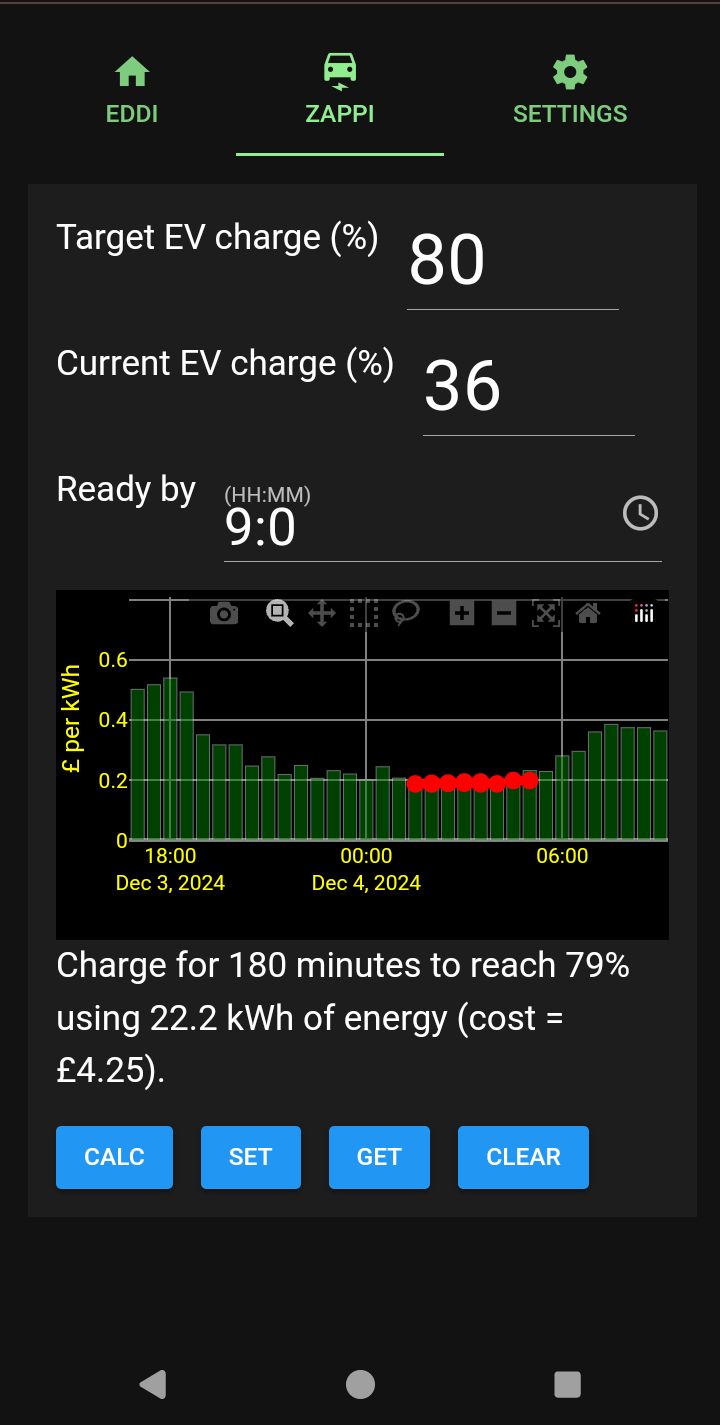 EDDI ZAPPI SETTINGS
Target EV charge (%) 80
Current EV charge (%) 36
Ready by (HH:MM) 9:0
£ per kWh
0.6
0.4
0.2
0
18:00 00:00 06:00
Dec 3, 2024 Dec 4, 2024
Charge for 180 minutes to reach 79%
using 22.2 kWh of energy (cost =
£4.25).
CALC SET GET CLEAR